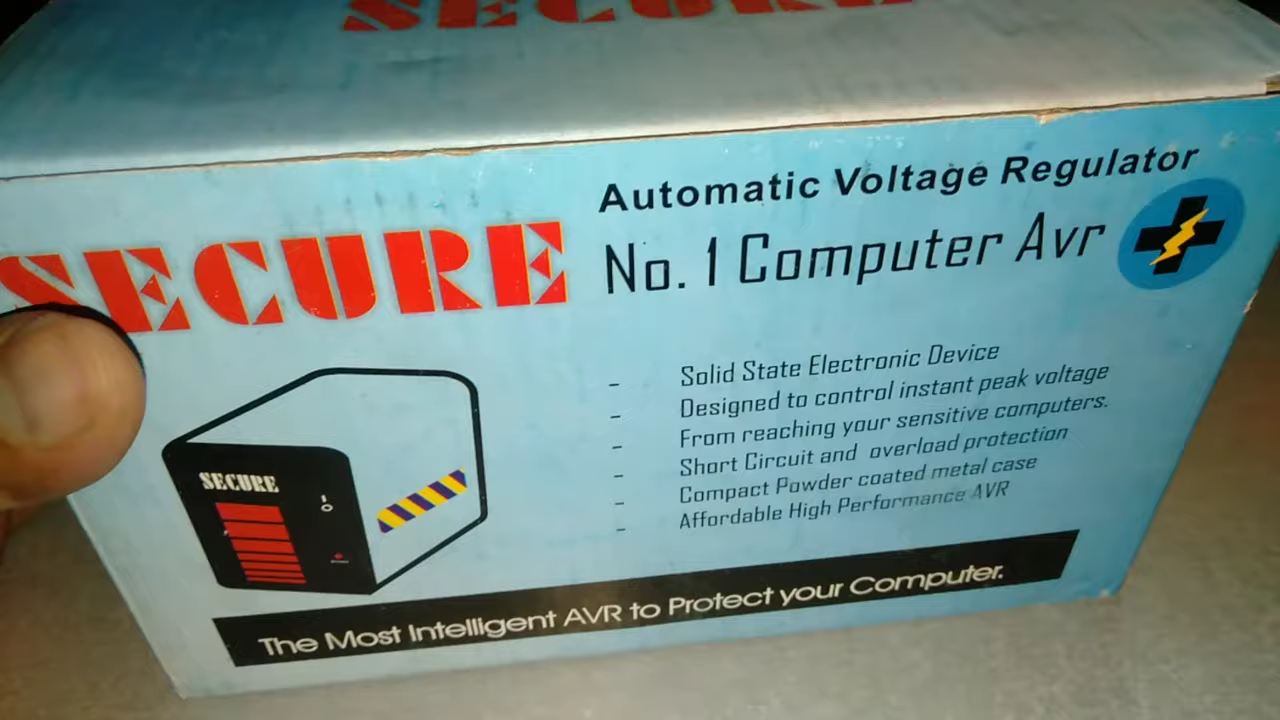 SECURE
Automatic Voltage Regulator
SECURE
No. 1 Computer Avr
- Solid State Electronic Device
- Designed to control instant peak voltage
- From reaching your sensitive computers.
- Short Circuit and overload protection
- Compact Powder coated metal case
- Affordable High Performance AVR
SECURE
The Most Intelligent AVR to Protect your Computer.